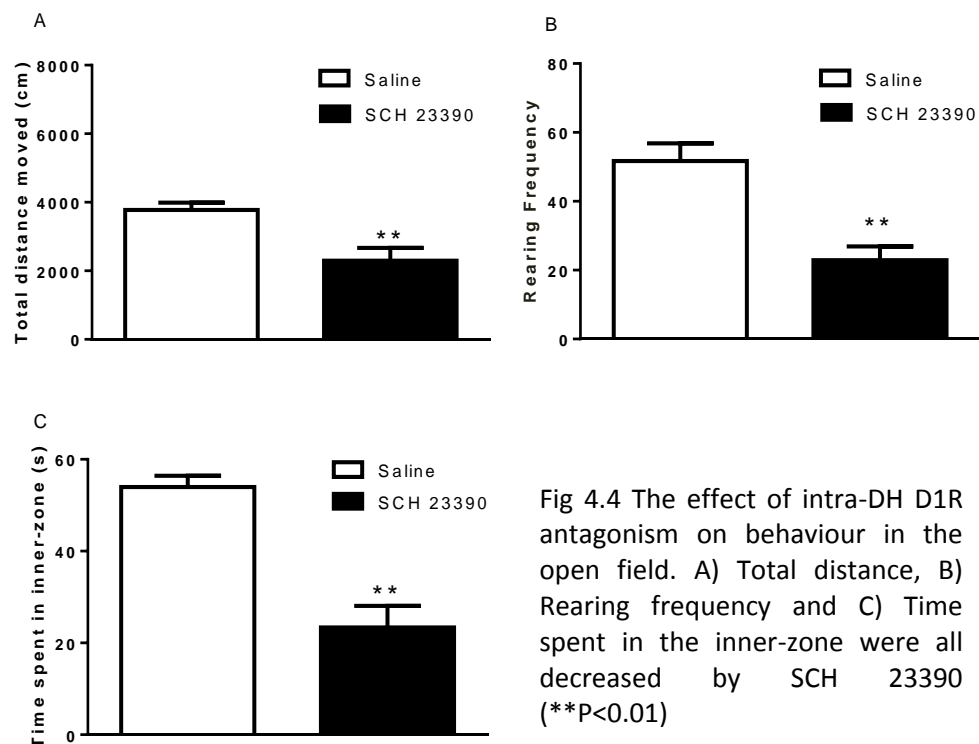 A
Total distance moved (cm)
8000
6000
4000
2000
0
Saline
SCH 23390
**
B
Rearing Frequency
80
60
40
20
0
Saline
SCH 23390
**
C
Time spent in inner-zone (s)
60
40
20
0
Saline
SCH 23390
**
Fig 4.4 The effect of intra-DH D1R
antagonism on behaviour in the
open field. A) Total distance, B)
Rearing frequency and C) Time
spent in the inner-zone were all
decreased by SCH 23390
(**P<0.01)